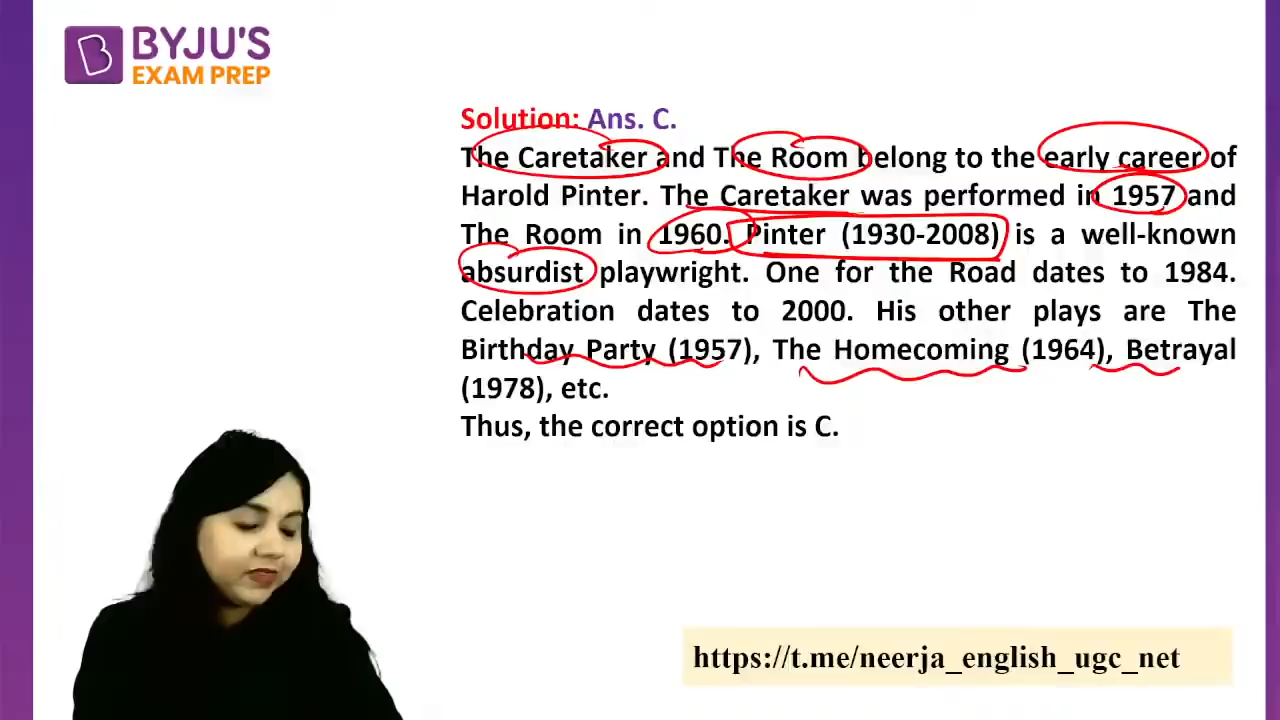 BYJU'S
EXAM PREP
Solution: Ans. C.
The Caretaker and The Room belong to the early career of
Harold Pinter. The Caretaker was performed in 1957 and
The Room in 1960. Pinter (1930-2008) is a well-known
absurdist playwright. One for the Road dates to 1984.
Celebration dates to 2000. His other plays are The
Birthday Party (1957), The Homecoming (1964), Betrayal
(1978), etc.
Thus, the correct option is C.
https://t.me/neerja_english_ugc_net